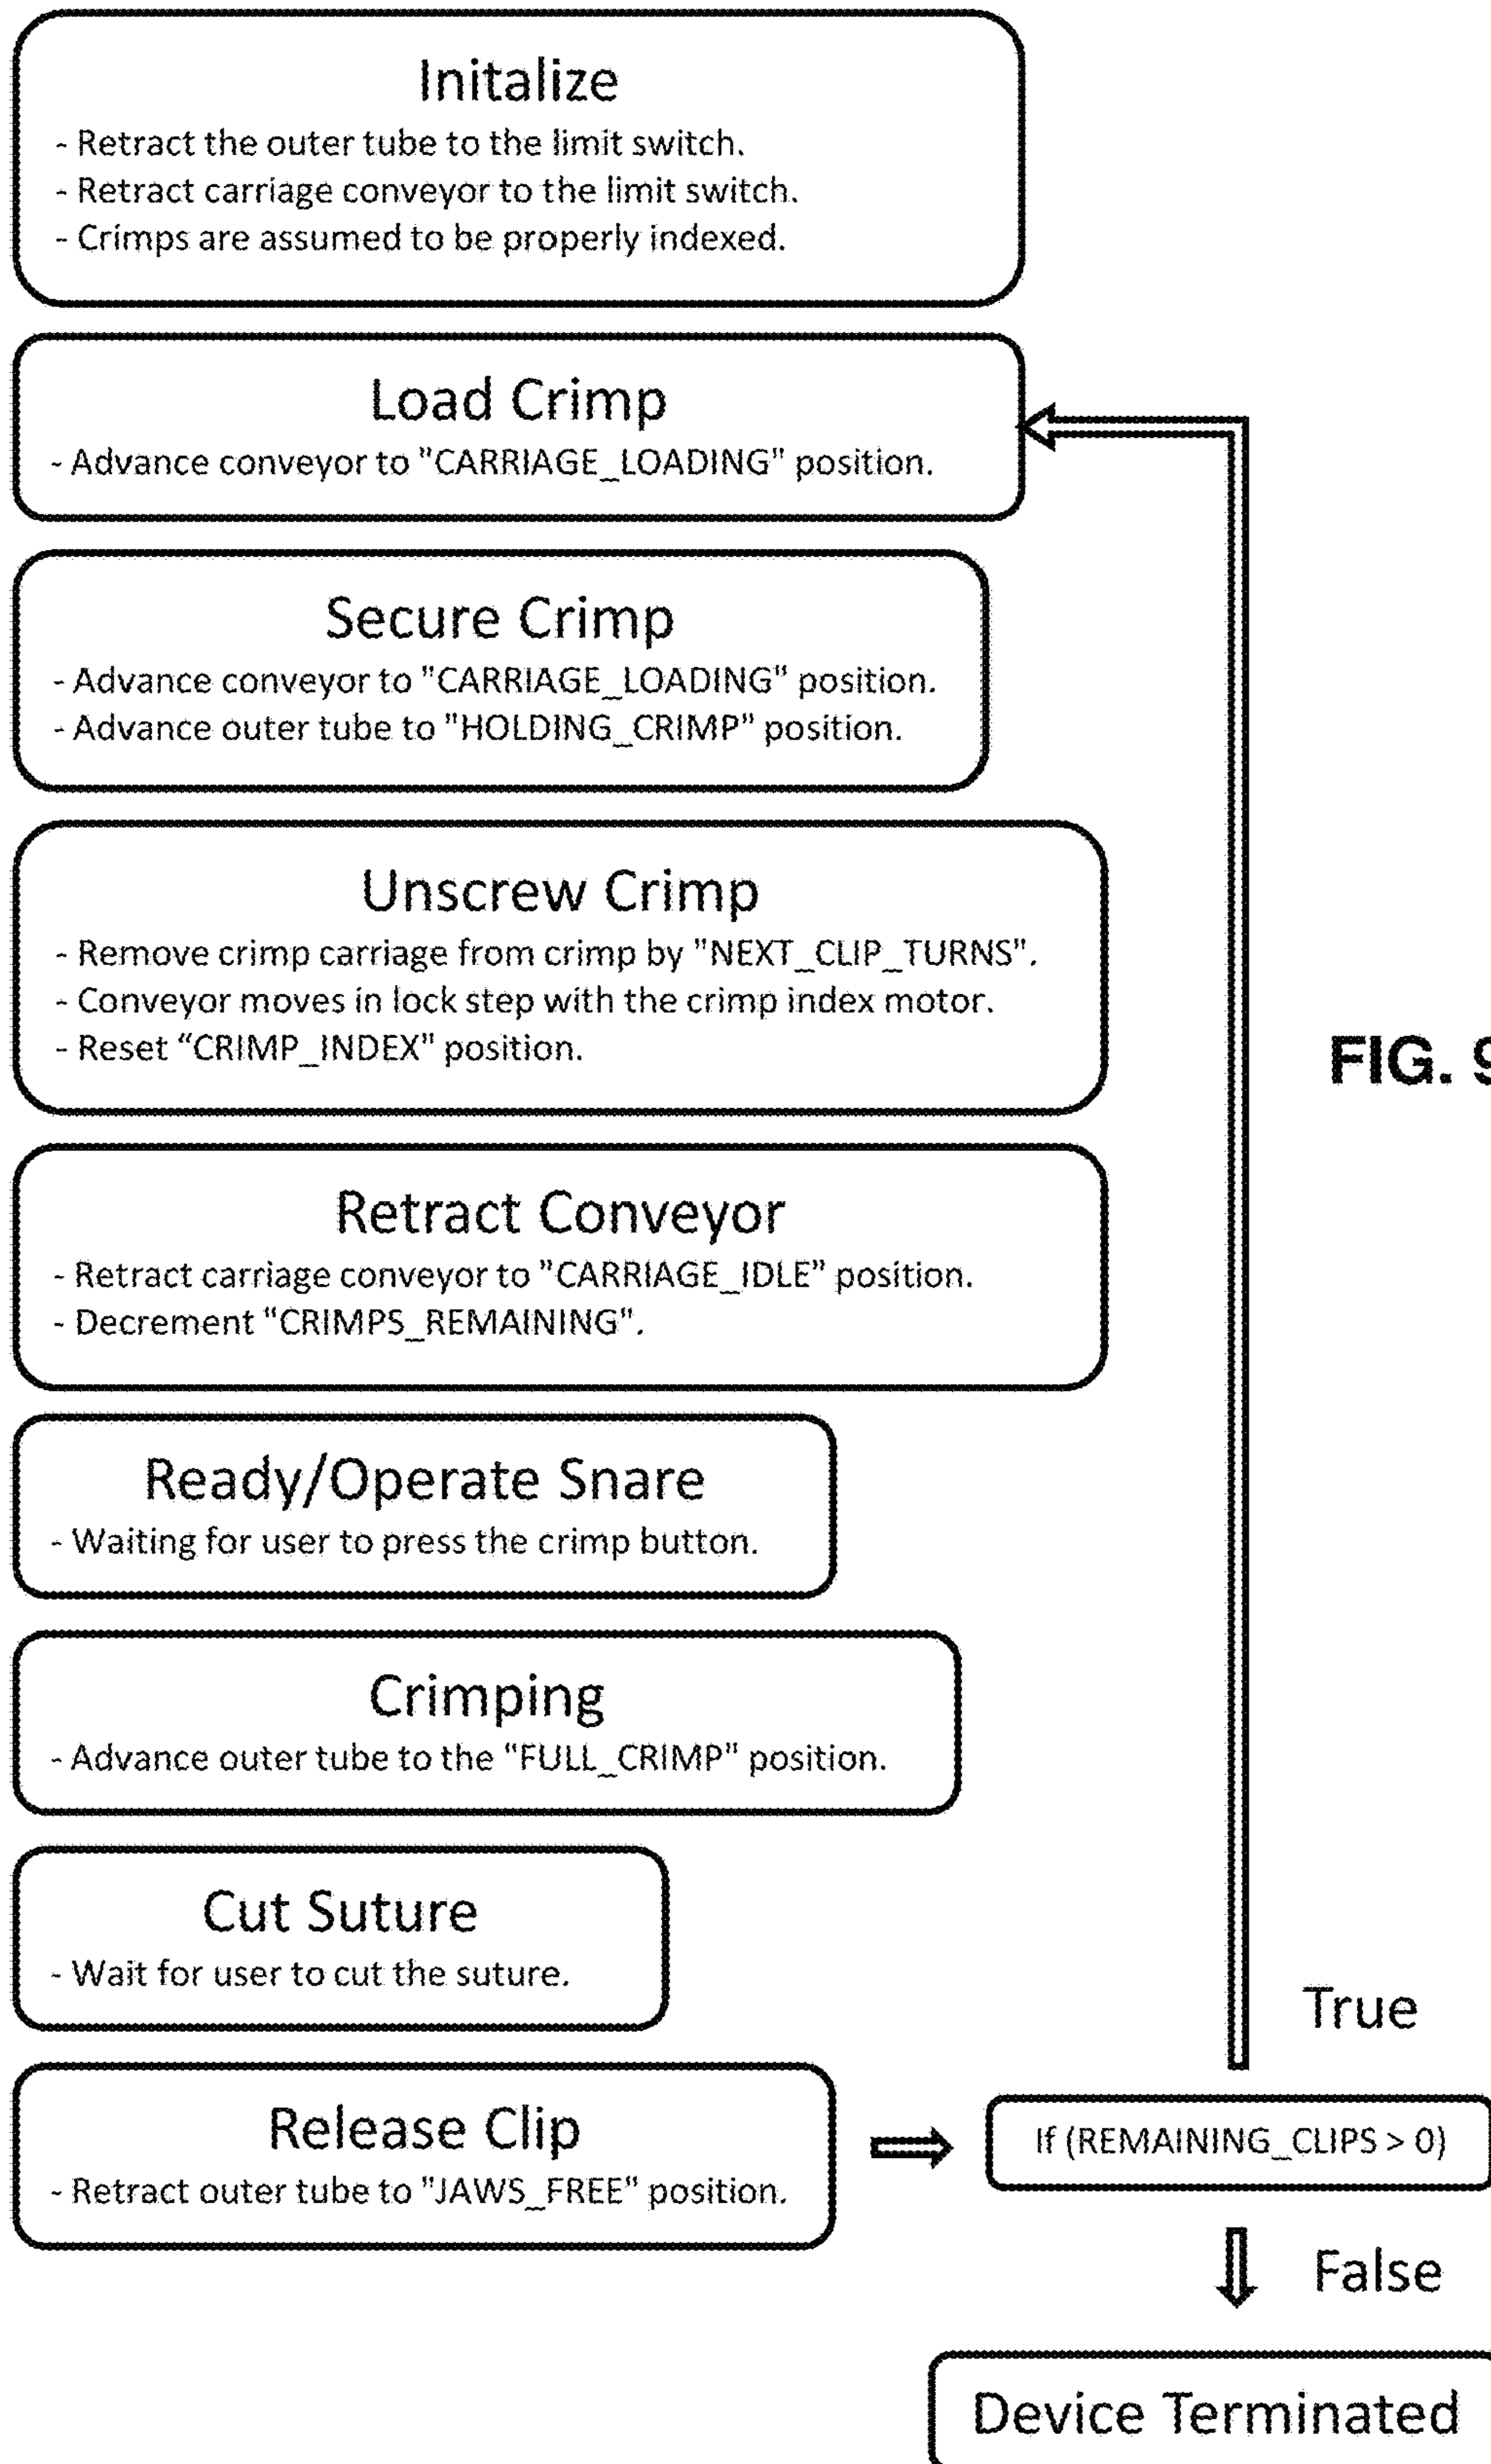 Initalize
- Retract the outer tube to the limit switch.
- Retract carriage conveyor to the limit switch.
- Crimps are assumed to be properly indexed.
Load Crimp
- Advance conveyor to "CARRIAGE_LOADING" position.
Secure Crimp
- Advance conveyor to "CARRIAGE_LOADING" position.
- Advance outer tube to "HOLDING_CRIMP" position.
Unscrew Crimp
- Remove crimp carriage from crimp by "NEXT_CLIP_TURNS".
- Conveyor moves in lock step with the crimp index motor.
- Reset “CRIMP_INDEX" position.
FIG. 9
Retract Conveyor
- Retract carriage conveyor to "CARRIAGE_IDLE" position.
- Decrement “CRIMPS_REMAINING".
Ready/Operate Snare
- Waiting for user to press the crimp button.
Crimping
- Advance outer tube to the "FULL_CRIMP" position.
Cut Suture
- Wait for user to cut the suture.
True
Release Clip
- Retract outer tube to "JAWS_FREE" position.
If (REMAINING_CLIPS > 0)
False
Device Terminated